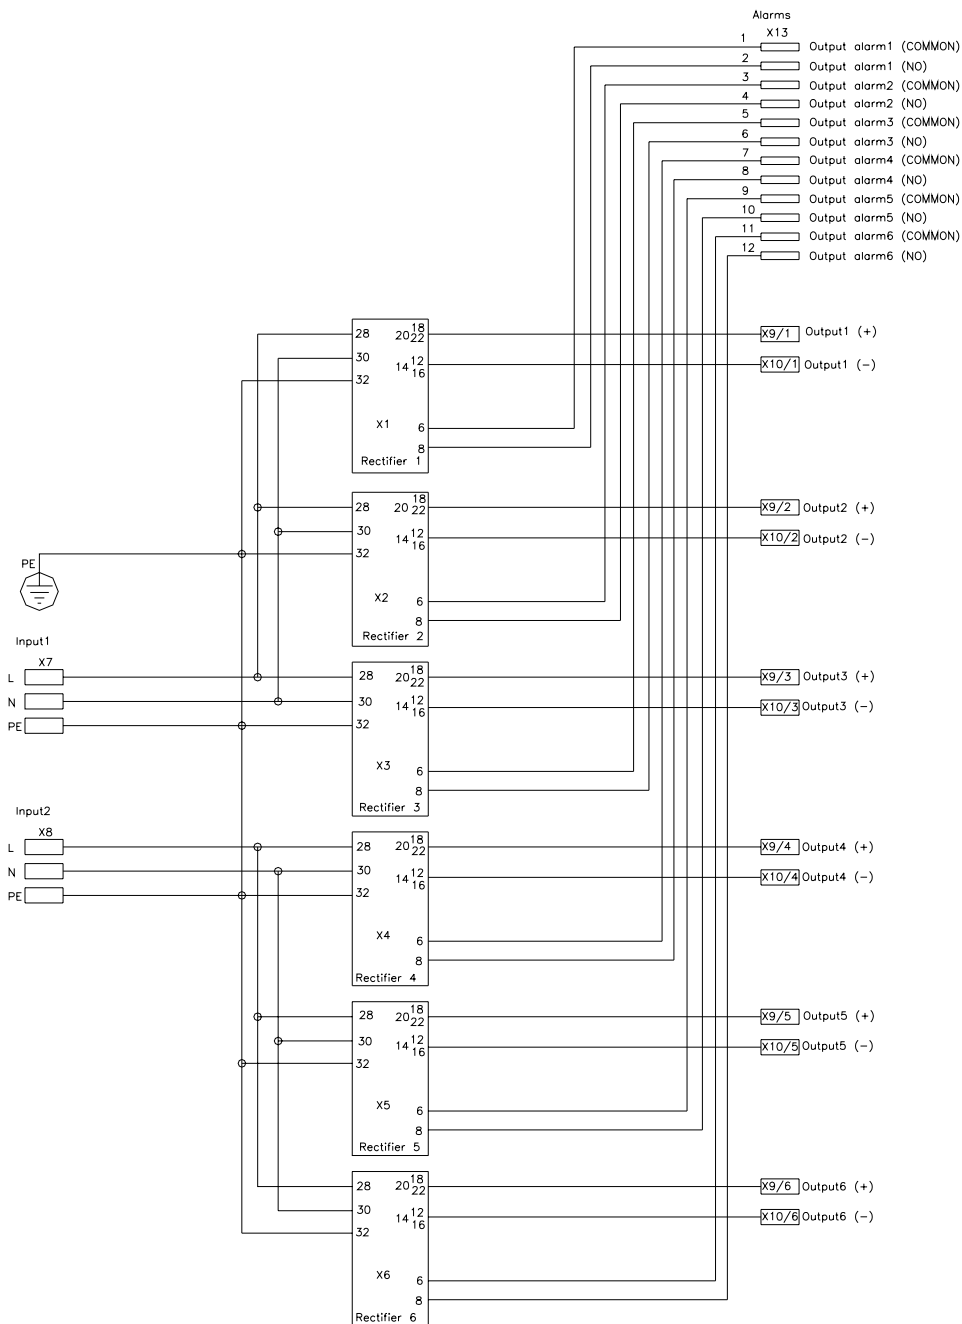 Alarms
X13
1 Output alarm1 (COMMON)
2 Output alarm1 (NO)
3 Output alarm2 (COMMON)
4 Output alarm2 (NO)
5 Output alarm3 (COMMON)
6 Output alarm3 (NO)
7 Output alarm4 (COMMON)
8 Output alarm4 (NO)
9 Output alarm5 (COMMON)
10 Output alarm5 (NO)
11 Output alarm6 (COMMON)
12 Output alarm6 (NO)
28 20 18 22 X9/1 Output1 (+)
30 14 12 16 X10/1 Output1 (-)
32
X1 6
8
Rectifier 1
28 20 18 22 X9/2 Output2 (+)
30 14 12 16 X10/2 Output2 (-)
32
PE
X2 6
8
Rectifier 2
Input1
X7
L 28 20 18 22 X9/3 Output3 (+)
N 30 14 12 16 X10/3 Output3 (-)
PE 32
X3 6
8
Rectifier 3
Input2
X8
L 28 20 18 22 X9/4 Output4 (+)
N 30 14 12 16 X10/4 Output4 (-)
PE 32
X4 6
8
Rectifier 4
28 20 18 22 X9/5 Output5 (+)
30 14 12 16 X10/5 Output5 (-)
32
X5 6
8
Rectifier 5
28 20 18 22 X9/6 Output6 (+)
30 14 12 16 X10/6 Output6 (-)
32
X6 6
8
Rectifier 6